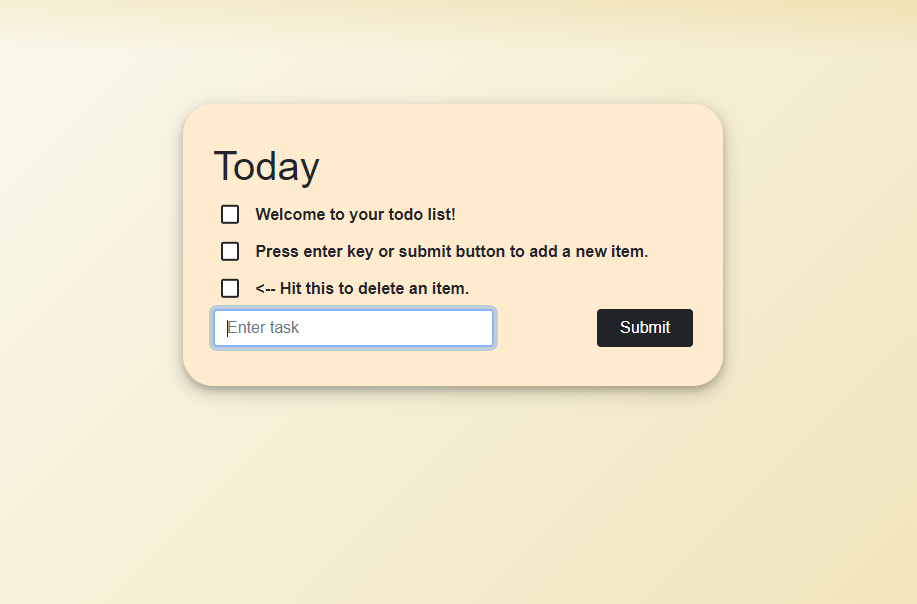 Today
Welcome to your todo list!
Press enter key or submit button to add a new item.
<-- Hit this to delete an item.
Enter task
Submit